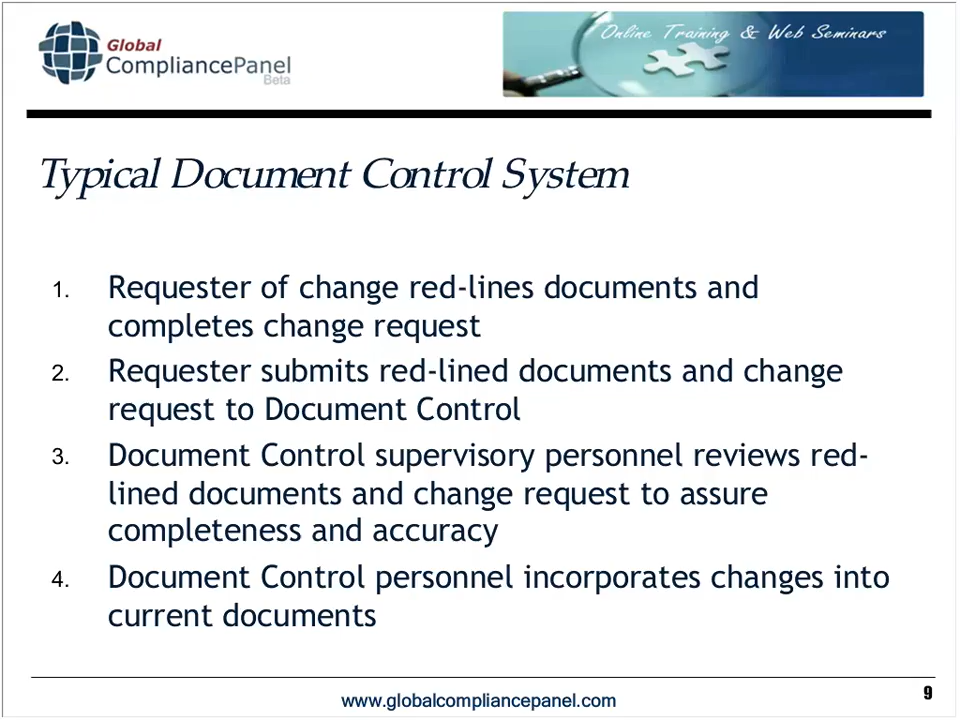 Global
CompliancePanel
Beta
Online Training & Web Seminars
Typical Document Control System
1. Requester of change red-lines documents and
completes change request
2. Requester submits red-lined documents and change
request to Document Control
3. Document Control supervisory personnel reviews red-
lined documents and change request to assure
completeness and accuracy
4. Document Control personnel incorporates changes into
current documents
www.globalcompliancepanel.com
9